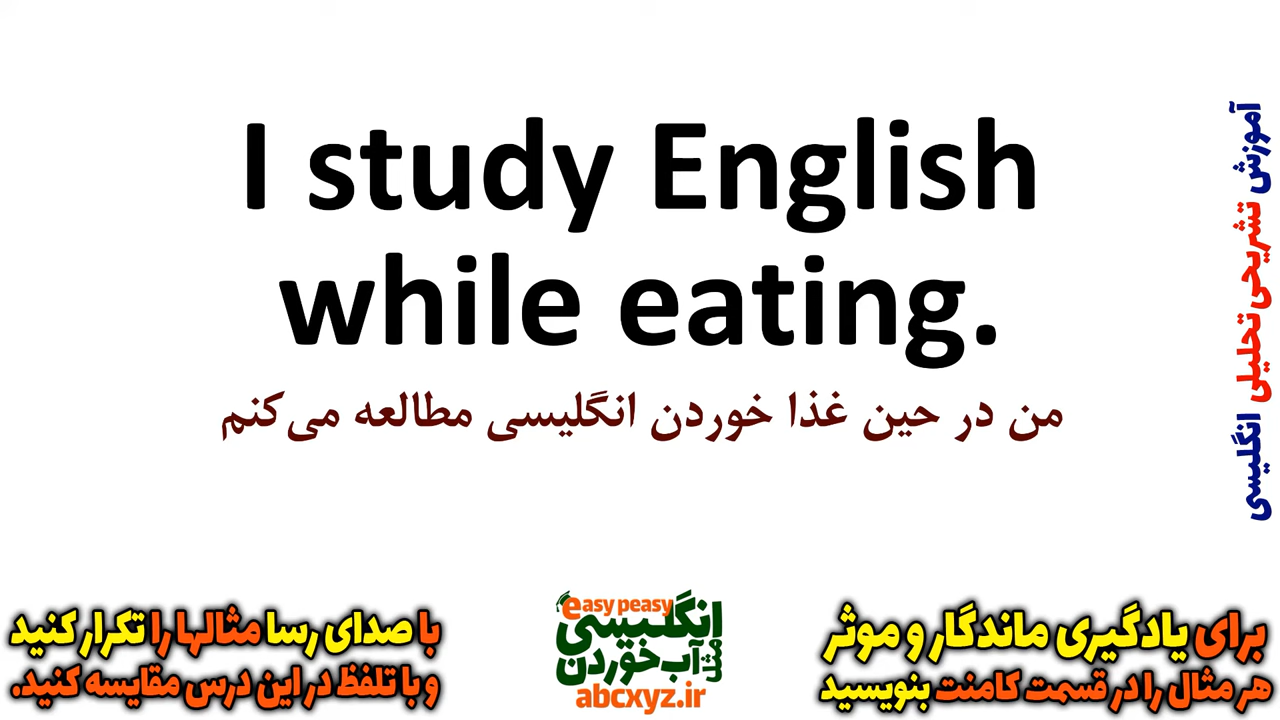 I study English
while eating.
من در حین غذا خوردن انگلیسی مطالعه می‌کنم
آموزش تشریحی تحلیلی انگلیسی
برای یادگیری ماندگار و موثر
هر مثال را در قسمت کامنت بنویسید
easy peasy
انگلیسی
مثل آب خوردن
abcxyz.ir
با صدای رسا مثالها را تکرار کنید
و با تلفظ در این درس مقایسه کنید.